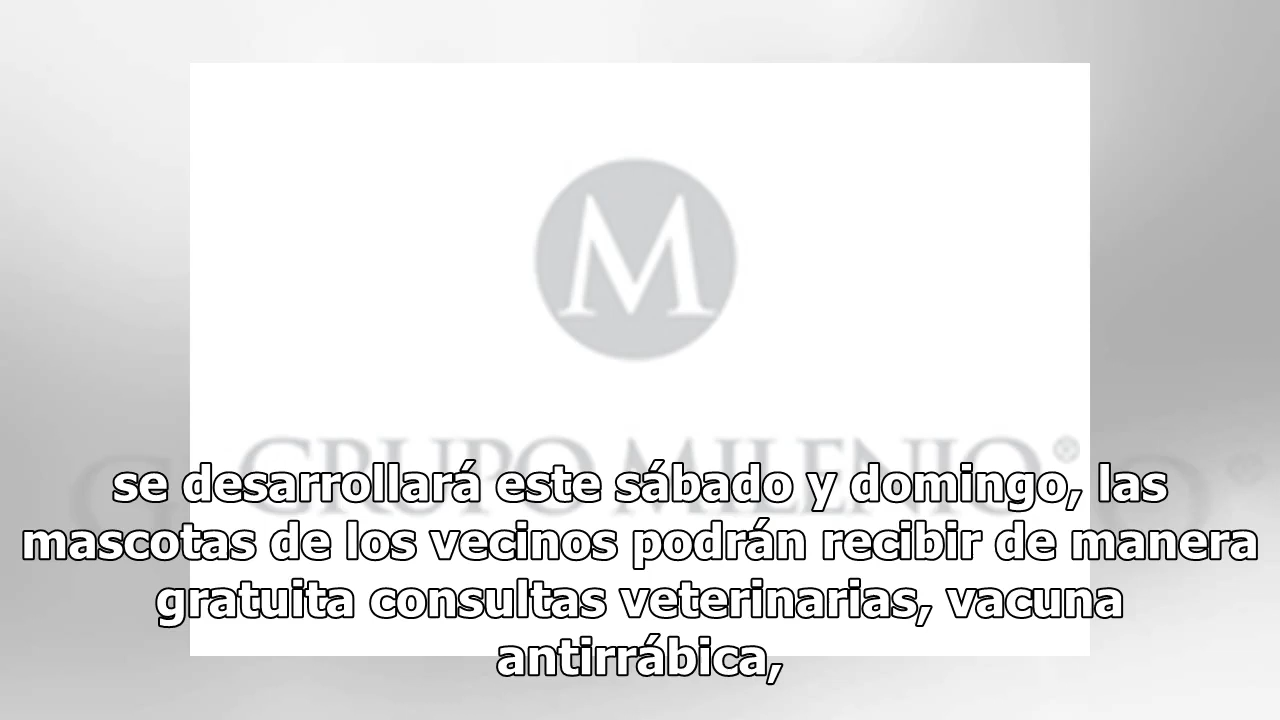 M
GRUPO MILENIO®
se desarrollará este sábado y domingo, las
mascotas de los vecinos podrán recibir de manera
gratuita consultas veterinarias, vacuna
antirrábica,